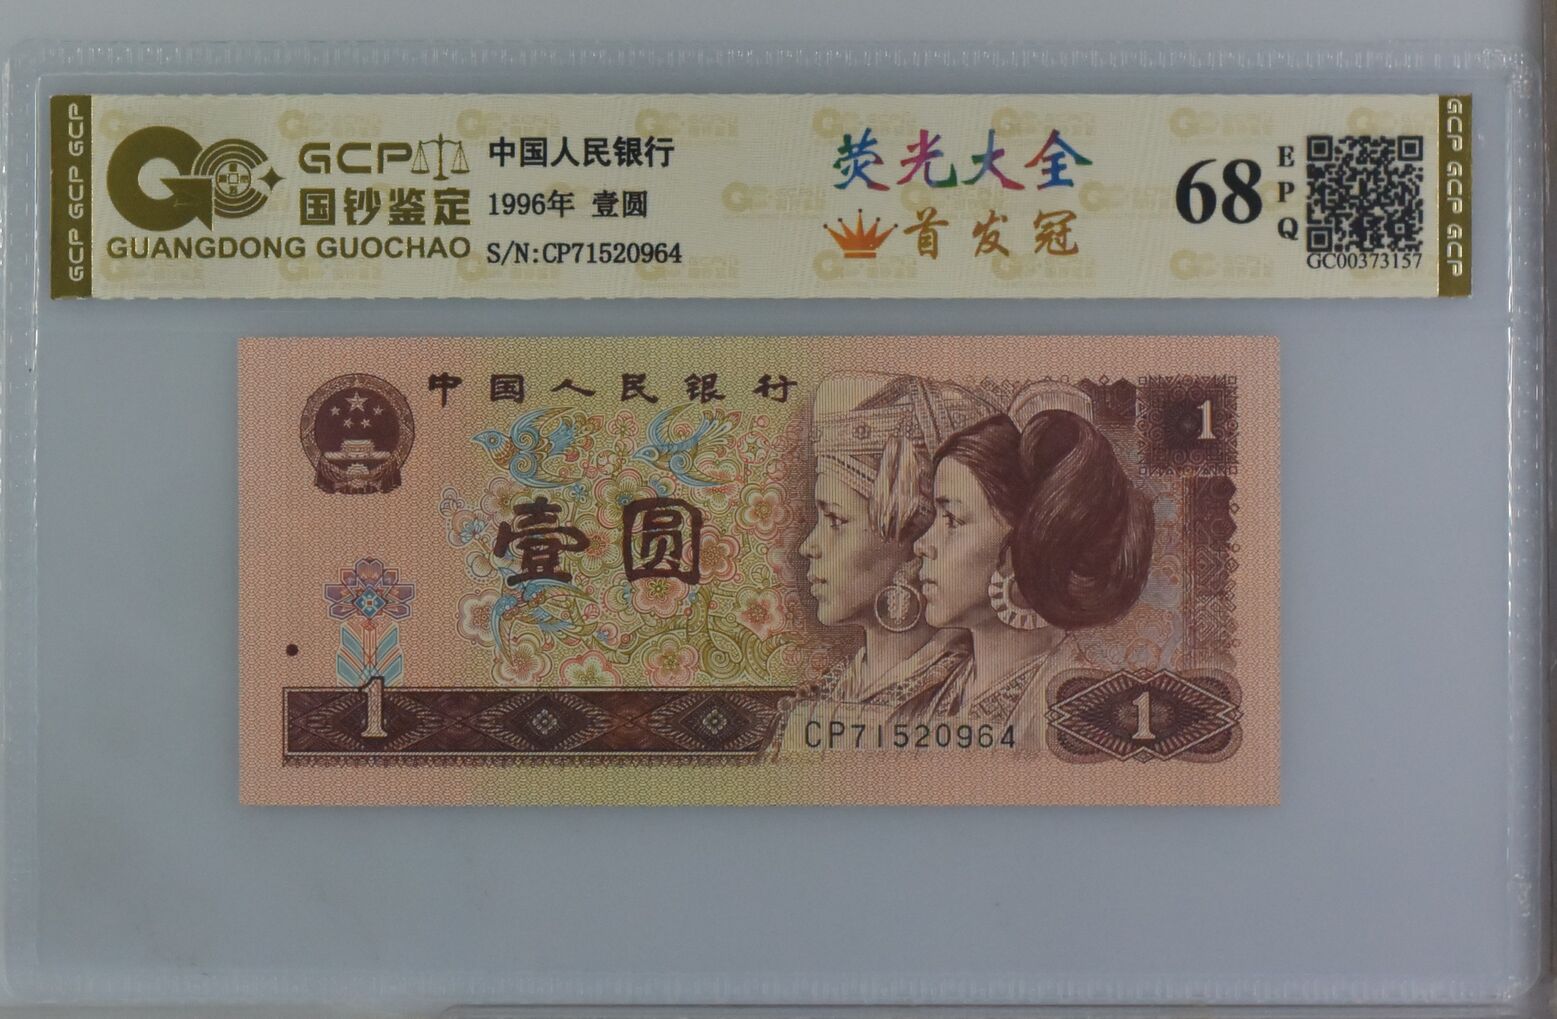 GCP GCP GCP
GCP
国钞鉴定
GUANGDONG GUOCHAO
中国人民银行
1996年 壹圆
S/N:CP71520964
荧光大全
首发冠
68
EPQ
GC00373157
GCP GCP GCP
中国人民银行
1
壹圆
1
CP71520964
1